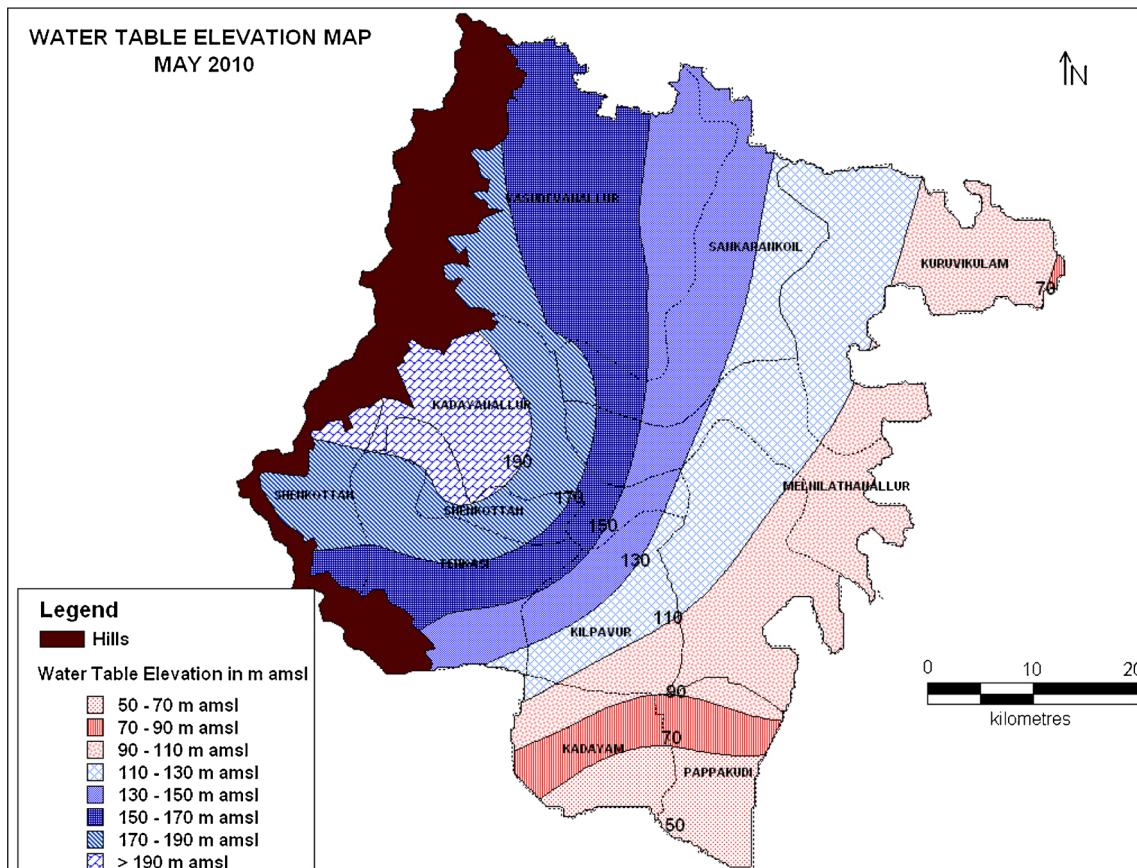 WATER TABLE ELEVATION MAP
MAY 2010
N
VASUDEVANALLUR
SANKARANKOIL
KURUVIKULAM
70
KADAYANALLUR
190
MELNILATHANALLUR
SHENKOTTAH
SHENKOTTAH
170
150
TENKASI
130
110
KILPAVUR
90
70
KADAYAM
PAPPAKUDI
50
Legend
Hills
Water Table Elevation in m amsl
50 - 70 m amsl
70 - 90 m amsl
90 - 110 m amsl
110 - 130 m amsl
130 - 150 m amsl
150 - 170 m amsl
170 - 190 m amsl
> 190 m amsl
0 10 20
kilometres